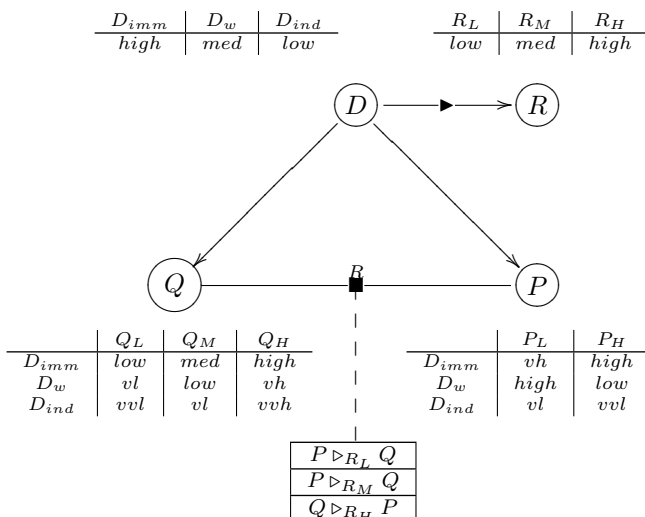 D_imm D_w D_ind R_L R_M R_H
high med low low med high
D R
R
Q P
Q_L Q_M Q_H P_L P_H
D_imm low med high D_imm vh high
D_w vl low vh D_w high low
D_ind vvl vl vvh D_ind vl vvl
P ▷_{R_L} Q
P ▷_{R_M} Q
Q ▷_{R_H} P